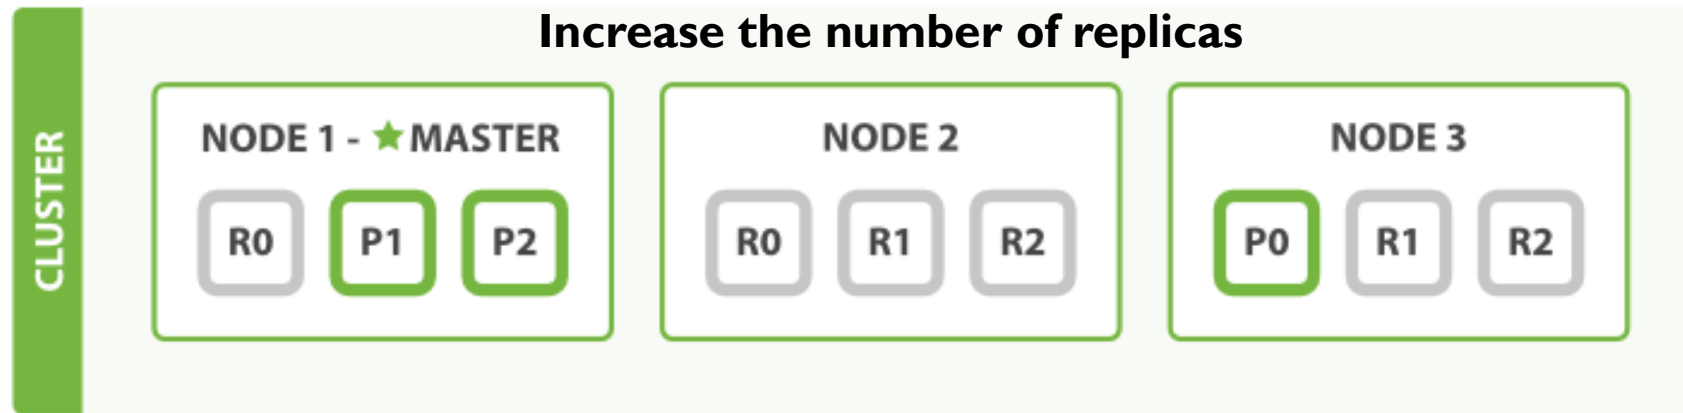 Increase the number of replicas
CLUSTER
NODE 1 - ★ MASTER
R0 P1 P2
NODE 2
R0 R1 R2
NODE 3
P0 R1 R2